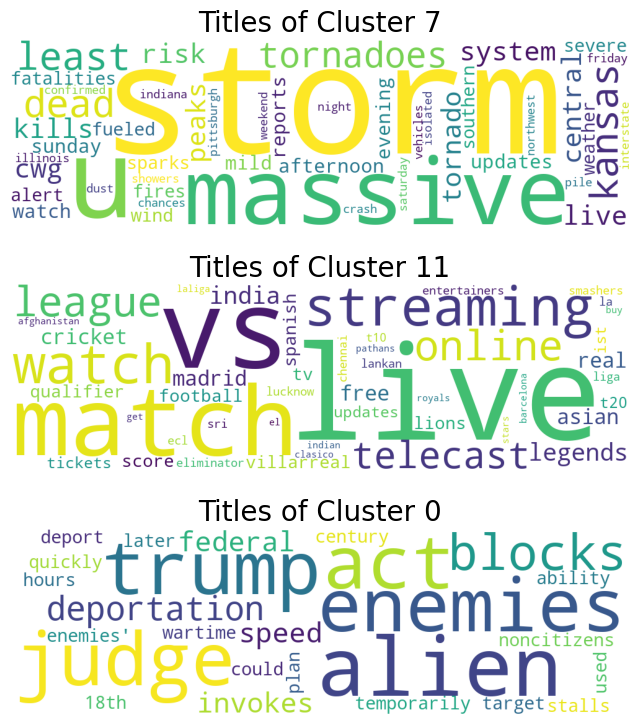 Titles of Cluster 7
least risk tornadoes system severe friday
fatalities confirmed indiana storm central kansas
dead peaks pittsburgh weekend reports night evening vehicles isolated southern northwest weather interstate
kills fueled
sunday
illinois cwg sparks mild afternoon saturday tornado updates
showers
alert dust fires chances u massive pile live
watch wind crash
Titles of Cluster 11
laliga india entertainers smashers
league vs spanish streaming la buy
afghanistan
cricket t10 online ist
watch madrid tv chennai pathans lankan real
qualifier football lucknow free royals barcelona liga t20
match get sri el live updates lions stars asian
ecl indian
tickets score eliminator villarreal clasico telecast legends
Titles of Cluster 0
deport later federal century blocks
quickly trump act
hours ability
deportation enemies
enemies' wartime speed noncitizens
judge could plan alien used
18th invokes temporarily target stalls